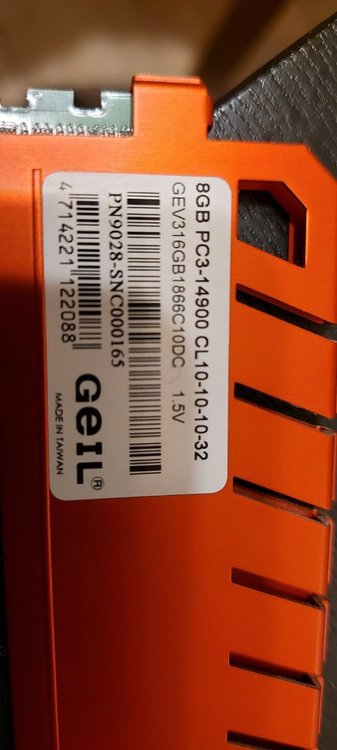 8GB PC3-14900 CL10-10-10-32
GEV316GB1866C10DC 1.5V
PN9028-SNC000165
4 714221 122088
GeIL®
MADE IN TAIWAN